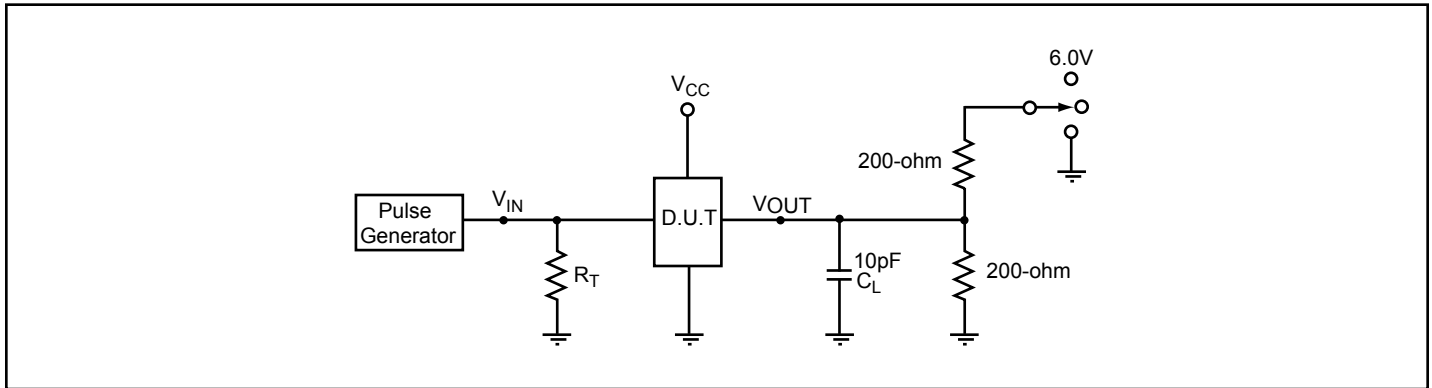 6.0V
VCC
200-ohm
Pulse
Generator
VIN
D.U.T
VOUT
10pF
CL
200-ohm
RT